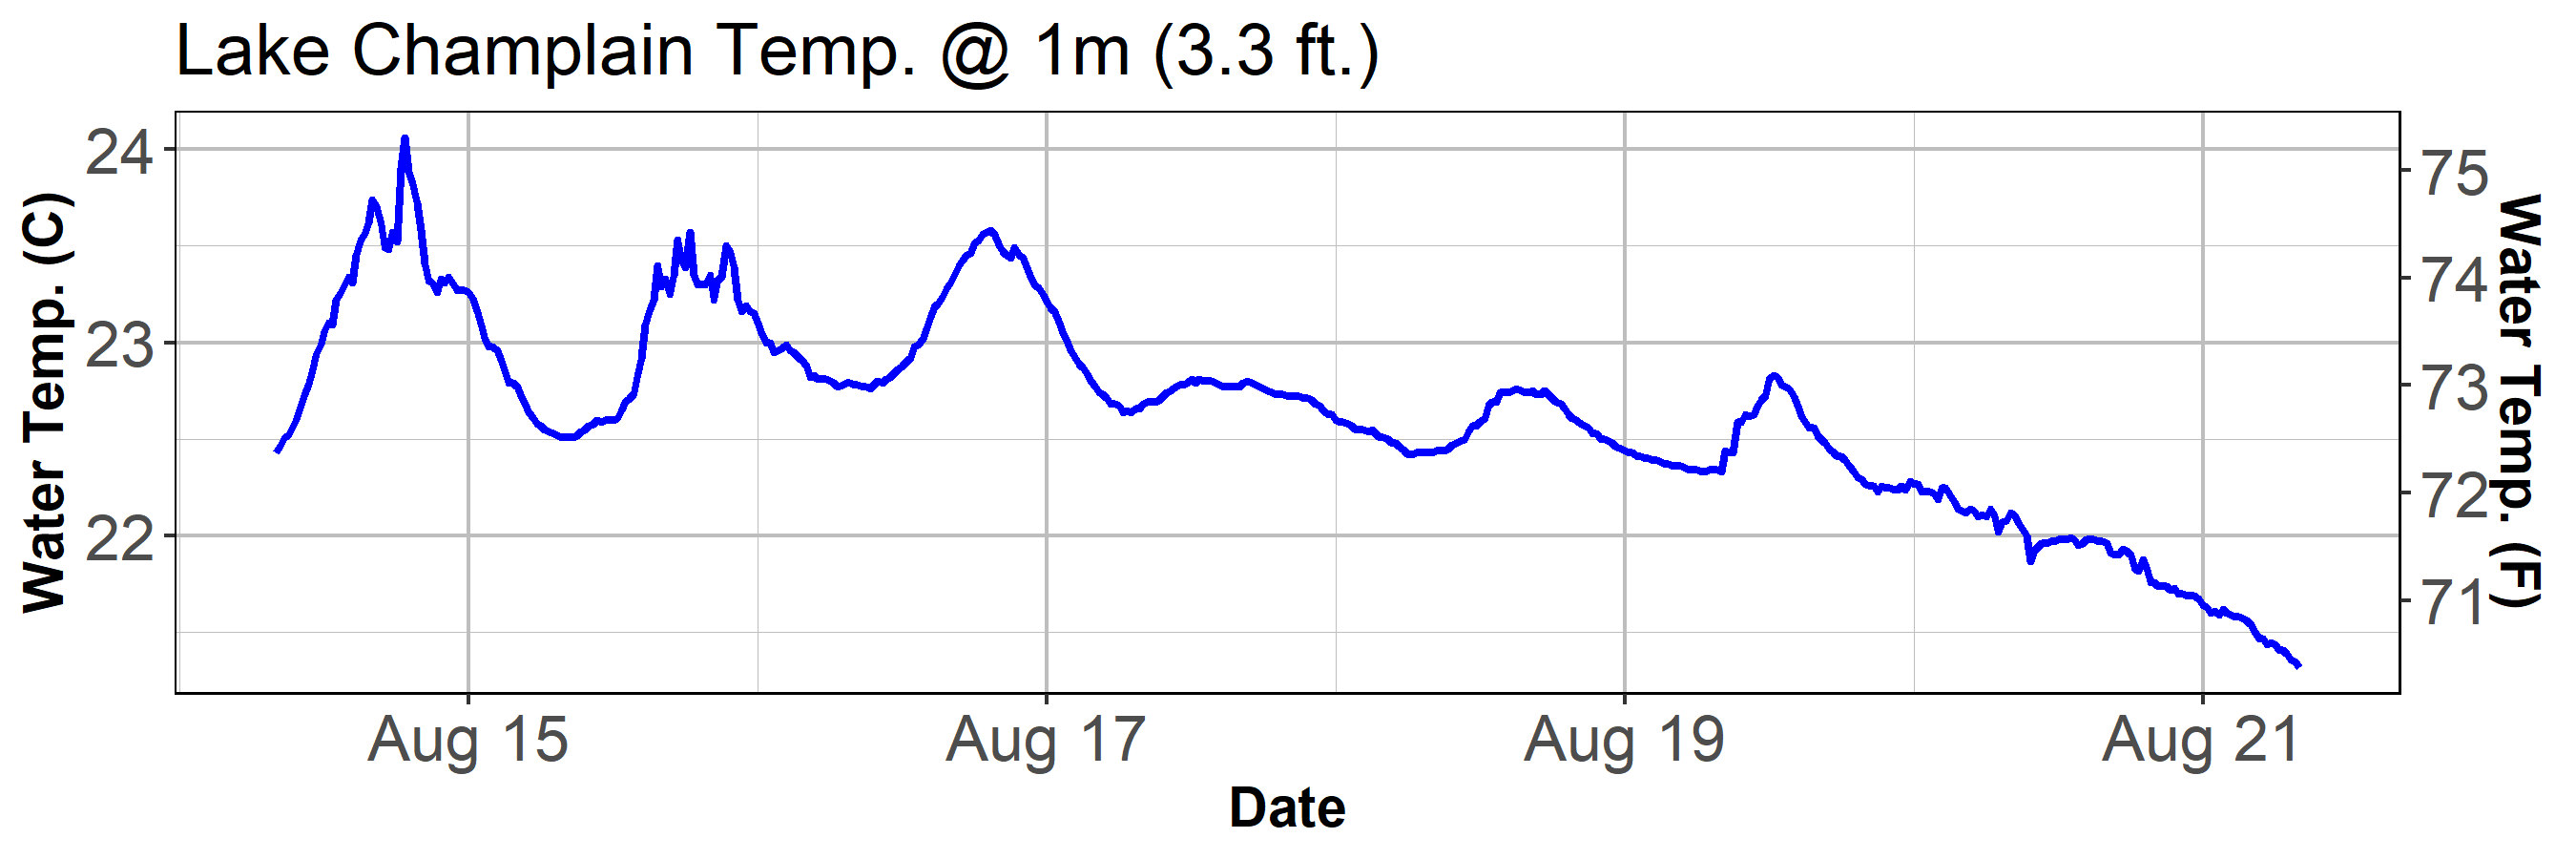 Lake Champlain Temp. @ 1m (3.3 ft.)
Water Temp. (C)
24
23
22
75
74
73
72
71
Water Temp. (F)
Aug 15
Aug 17
Aug 19
Aug 21
Date